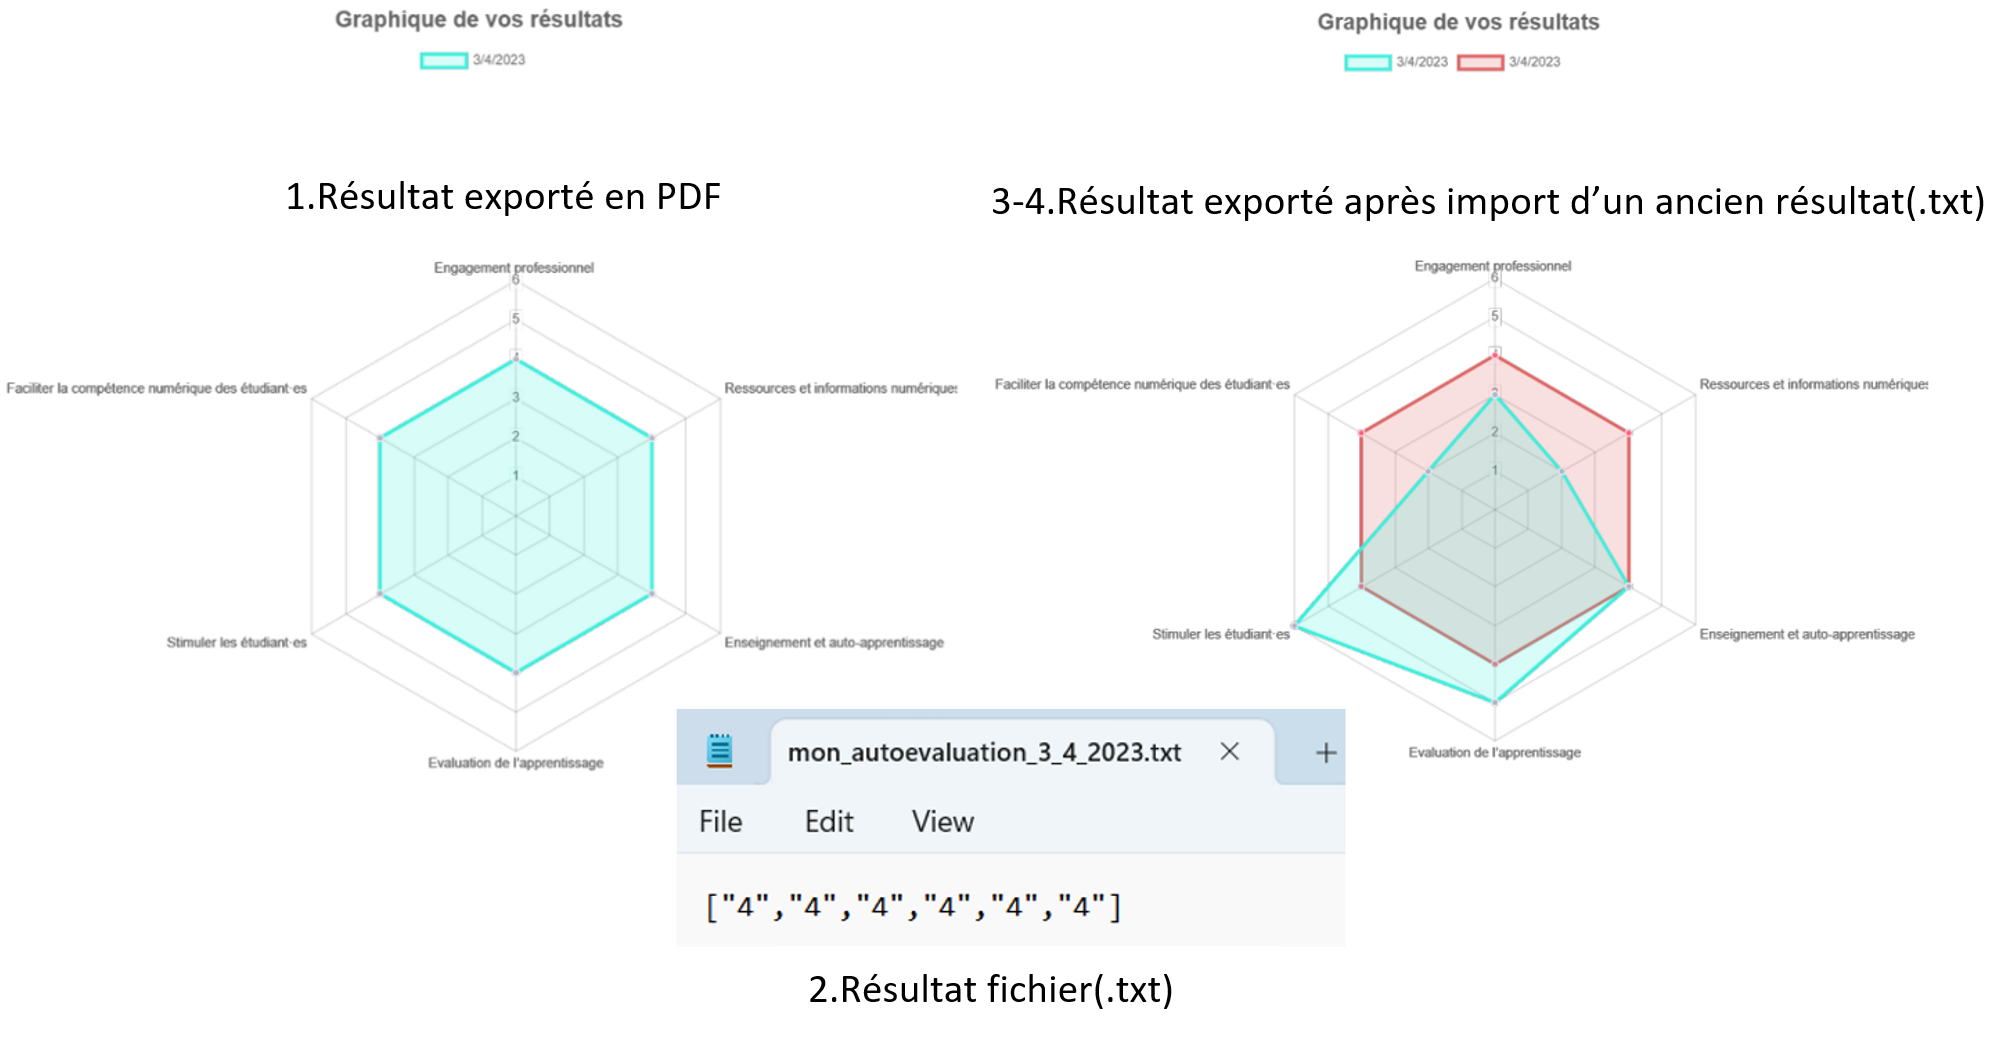 Graphique de vos résultats
3/4/2023
1.Résultat exporté en PDF
Engagement professionnel
6
5
4
3
2
1
Faciliter la compétence numérique des étudiant·es
Ressources et informations numériques
Stimuler les étudiant·es
Enseignement et auto-apprentissage
Evaluation de l'apprentissage
Graphique de vos résultats
3/4/2023 3/4/2023
3-4.Résultat exporté après import d’un ancien résultat(.txt)
Engagement professionnel
6
5
4
3
2
1
Faciliter la compétence numérique des étudiant·es
Ressources et informations numériques
Stimuler les étudiant·es
Enseignement et auto-apprentissage
Evaluation de l'apprentissage
mon_autoevaluation_3_4_2023.txt
File Edit View
["4","4","4","4","4","4"]
2.Résultat fichier(.txt)